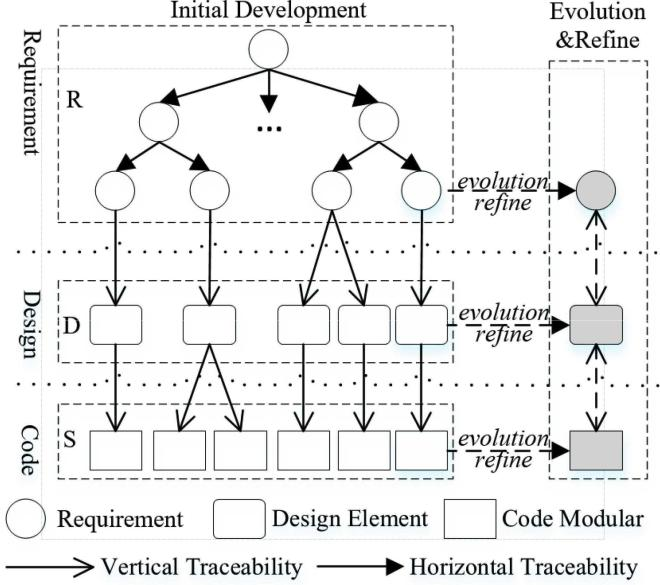 Initial Development
Evolution
&Refine
Requirement
R
...
evolution
refine
Design
D
evolution
refine
Code
S
evolution
refine
Requirement
Design Element
Code Modular
Vertical Traceability
Horizontal Traceability